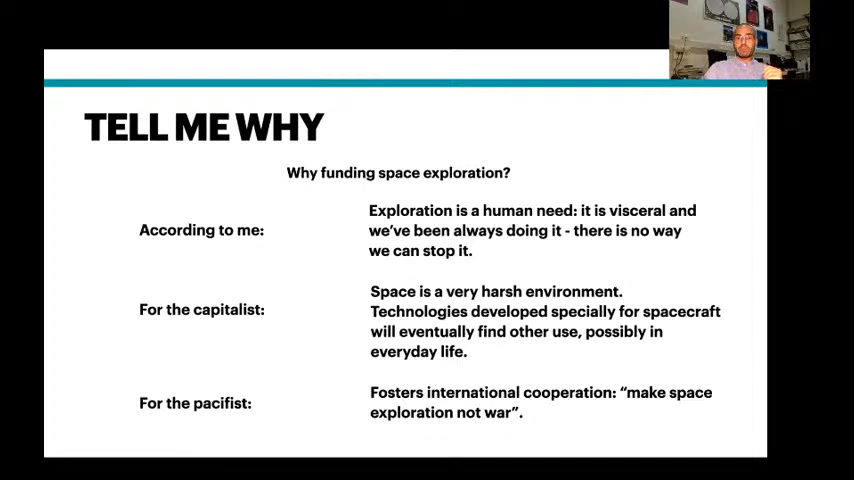 TELL ME WHY
Why funding space exploration?
According to me:
Exploration is a human need: it is visceral and
we've been always doing it - there is no way
we can stop it.
For the capitalist:
Space is a very harsh environment.
Technologies developed specially for spacecraft
will eventually find other use, possibly in
everyday life.
For the pacifist:
Fosters international cooperation: “make space
exploration not war”.